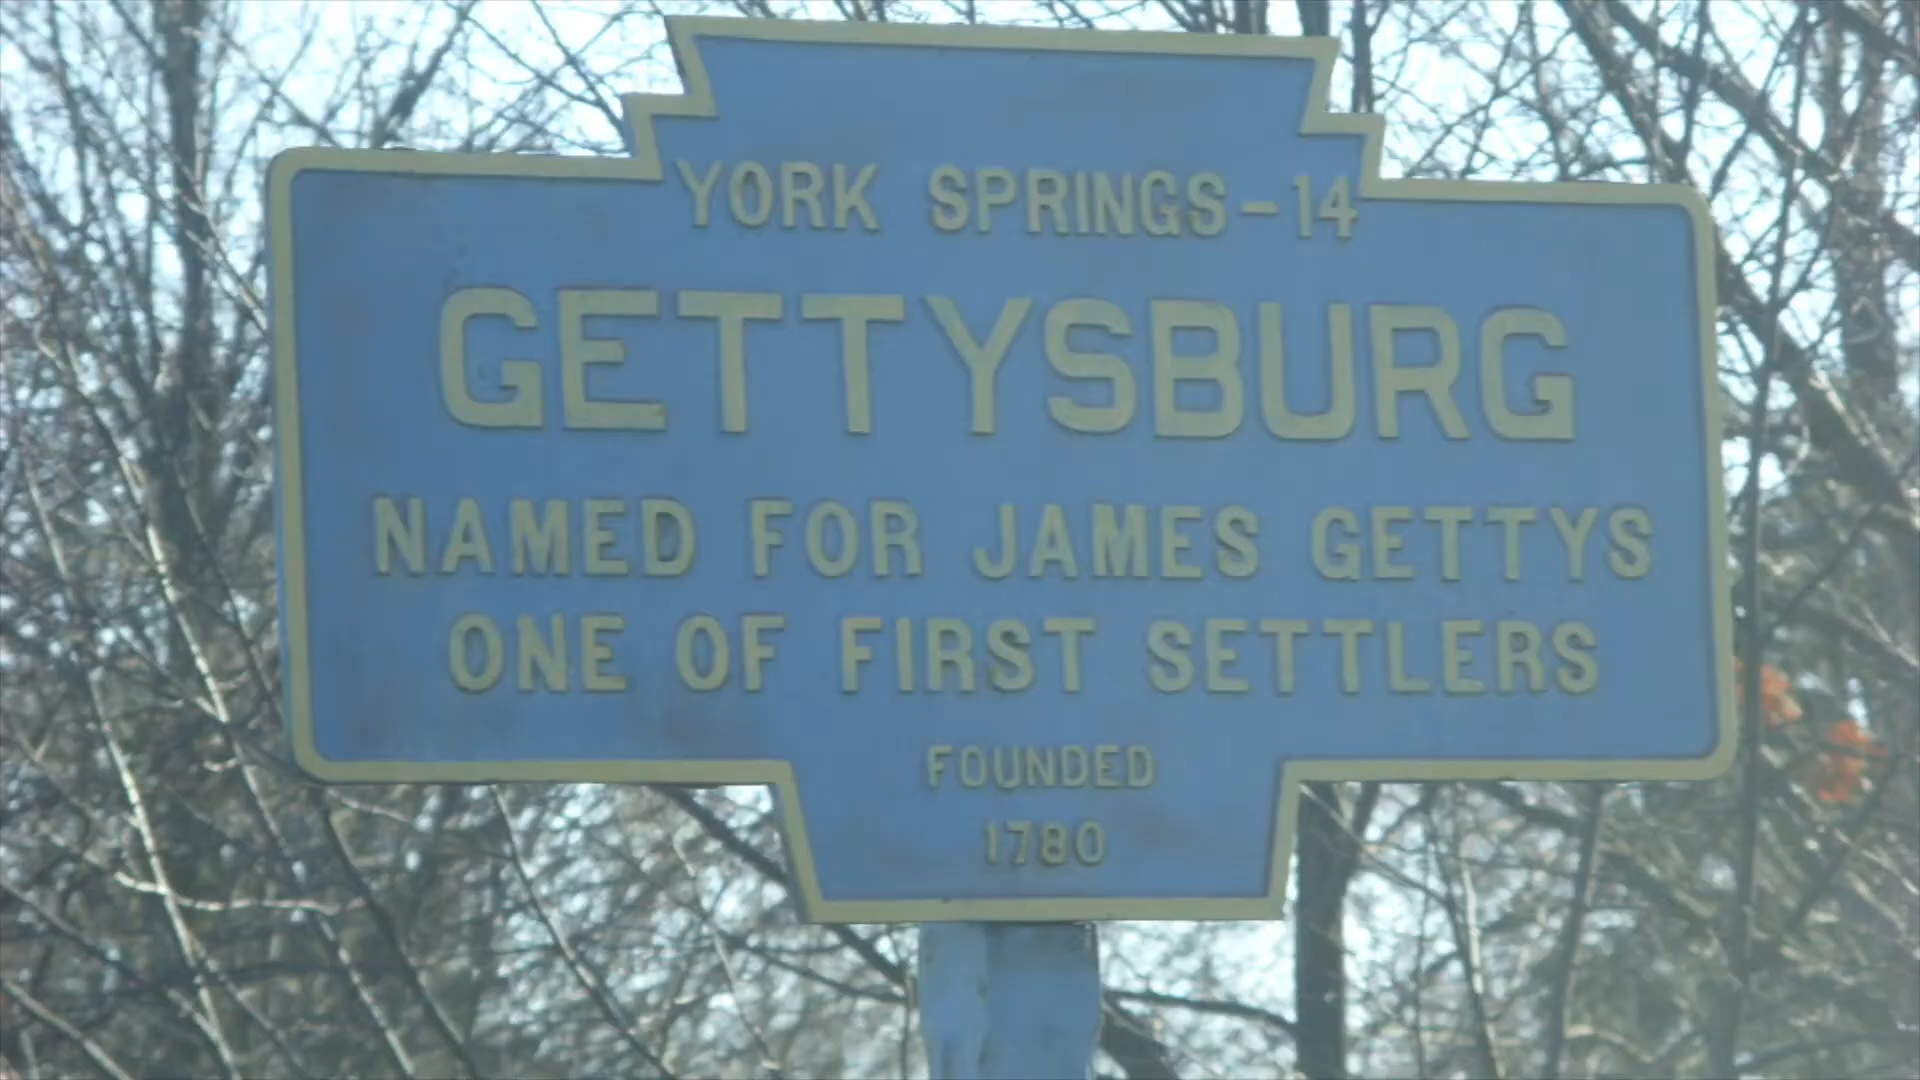 YORK SPRINGS-14
GETTYSBURG
NAMED FOR JAMES GETTYS
ONE OF FIRST SETTLERS
FOUNDED
1780